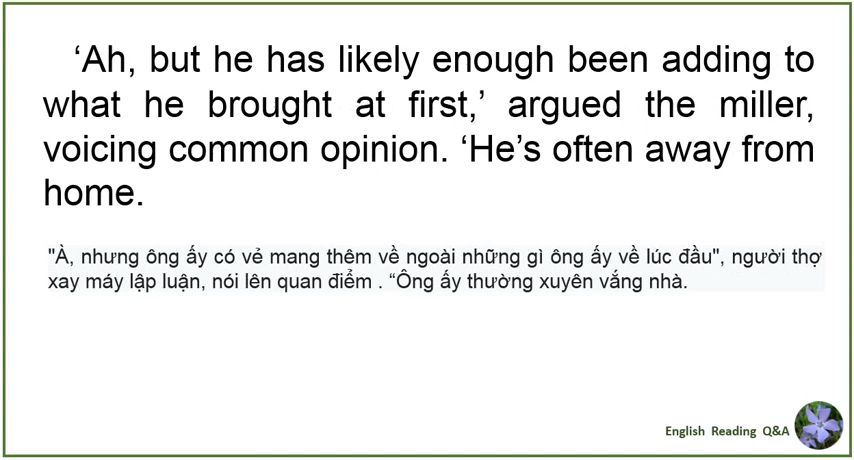 ‘Ah, but he has likely enough been adding to
what he brought at first,’ argued the miller,
voicing common opinion. ‘He’s often away from
home.
"À, nhưng ông ấy có vẻ mang thêm về ngoài những gì ông ấy về lúc đầu", người thợ
xay máy lập luận, nói lên quan điểm . “Ông ấy thường xuyên vắng nhà.
English Reading Q&A